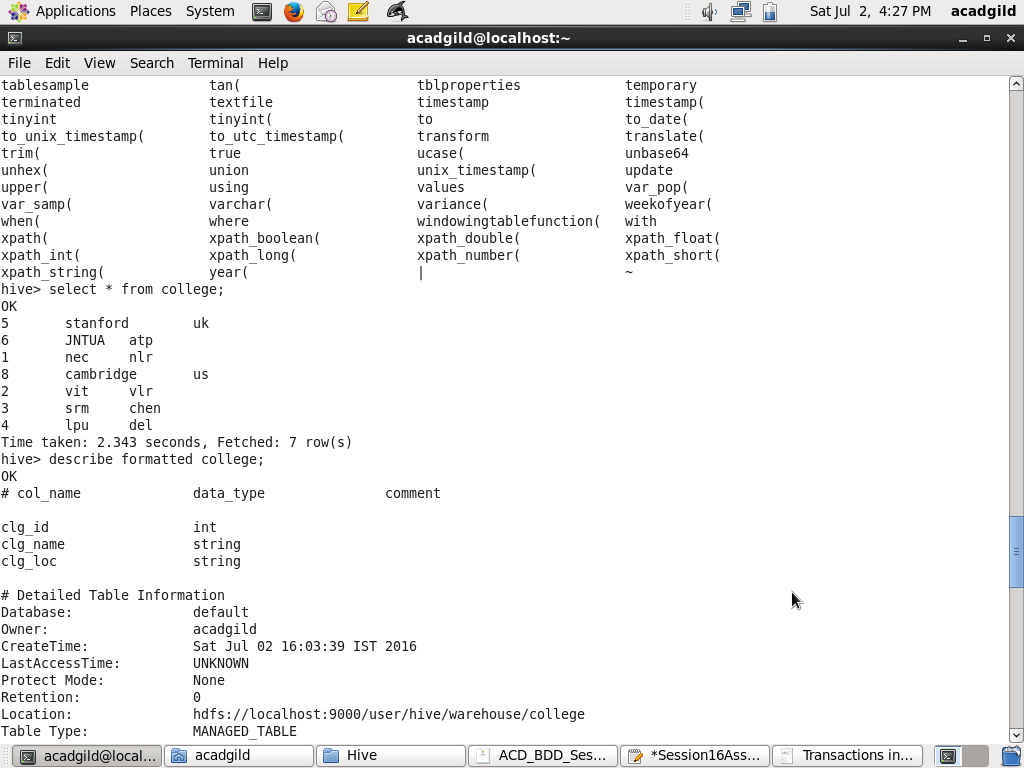 Applications Places System Sat Jul 2, 4:27 PM acadgild
acadgild@localhost:~
File Edit View Search Terminal Help
tablesample tan( tblproperties temporary
terminated textfile timestamp timestamp(
tinyint tinyint( to to_date(
to_unix_timestamp( to_utc_timestamp( transform translate(
trim( true ucase( unbase64
unhex( union unix_timestamp( update
upper( using values var_pop(
var_samp( varchar( variance( weekofyear(
when( where windowingtablefunction( with
xpath( xpath_boolean( xpath_double( xpath_float(
xpath_int( xpath_long( xpath_number( xpath_short(
xpath_string( year( | ~
hive> select * from college;
OK
5 stanford uk
6 JNTUA atp
1 nec nlr
8 cambridge us
2 vit vlr
3 srm chen
4 lpu del
Time taken: 2.343 seconds, Fetched: 7 row(s)
hive> describe formatted college;
OK
# col_name data_type comment
clg_id int
clg_name string
clg_loc string
# Detailed Table Information
Database: default
Owner: acadgild
CreateTime: Sat Jul 02 16:03:39 IST 2016
LastAccessTime: UNKNOWN
Protect Mode: None
Retention: 0
Location: hdfs://localhost:9000/user/hive/warehouse/college
Table Type: MANAGED_TABLE
acadgild@local... acadgild Hive ACD_BDD_Ses... *Session16Ass... Transactions in...